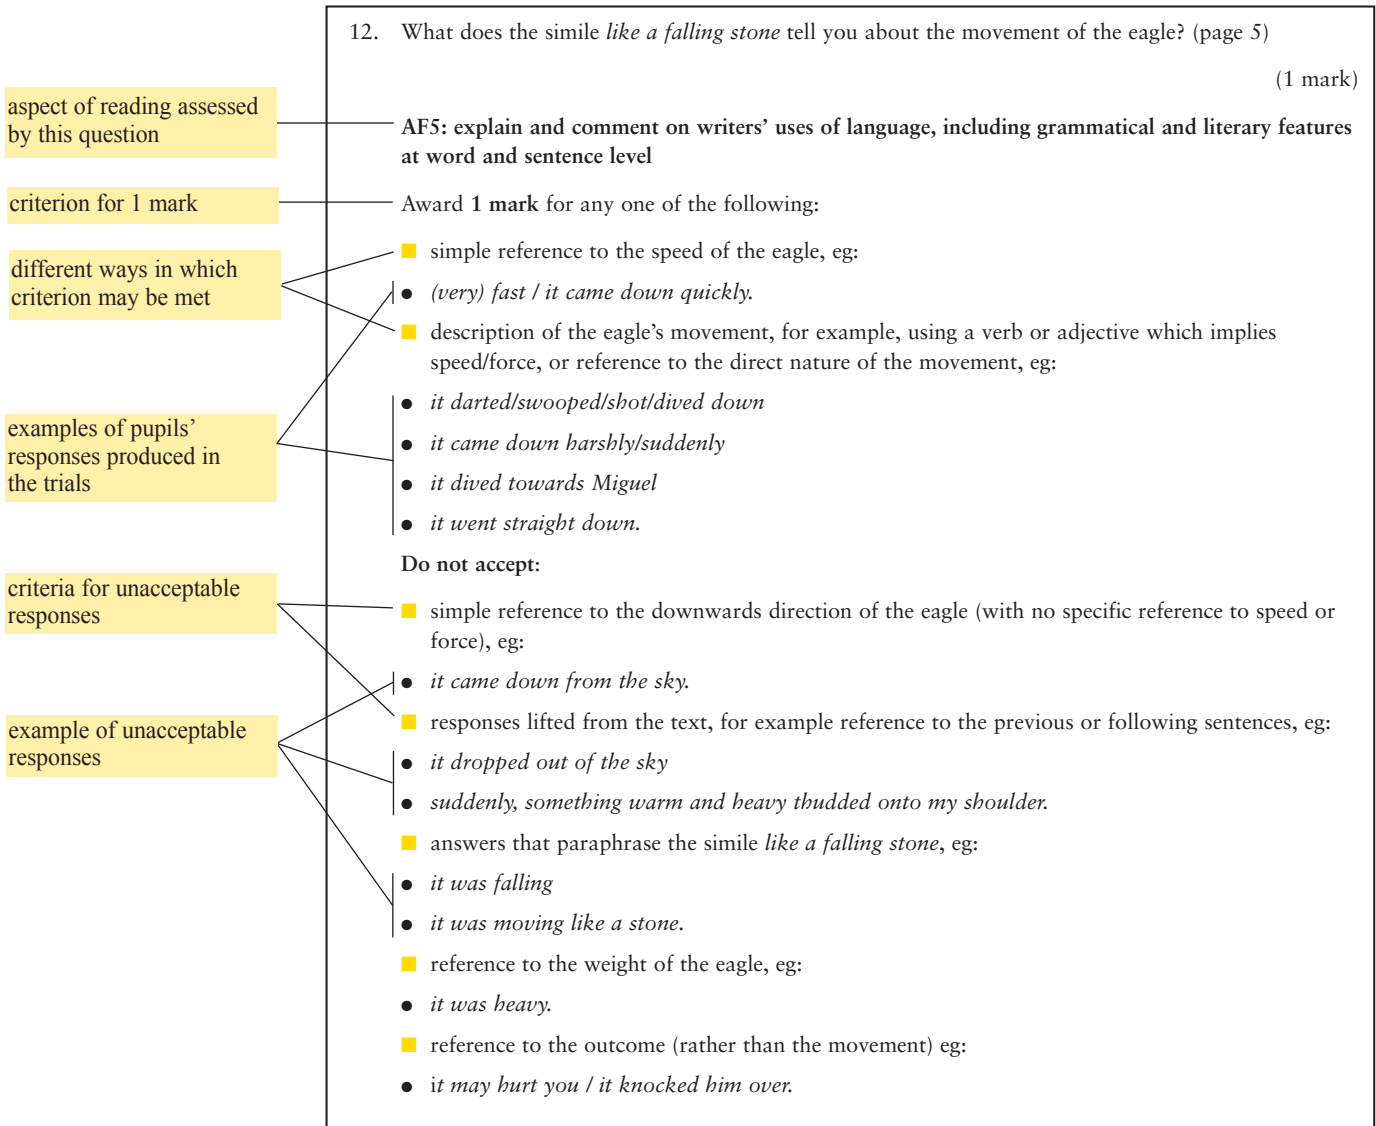 12. What does the simile like a falling stone tell you about the movement of the eagle? (page 5)
(1 mark)
aspect of reading assessed
by this question
AF5: explain and comment on writers' uses of language, including grammatical and literary features
at word and sentence level
criterion for 1 mark
Award 1 mark for any one of the following:
different ways in which
criterion may be met
■ simple reference to the speed of the eagle, eg:
● (very) fast / it came down quickly.
■ description of the eagle's movement, for example, using a verb or adjective which implies
speed/force, or reference to the direct nature of the movement, eg:
examples of pupils'
responses produced in
the trials
● it darted/swooped/shot/dived down
● it came down harshly/suddenly
● it dived towards Miguel
● it went straight down.
Do not accept:
criteria for unacceptable
responses
■ simple reference to the downwards direction of the eagle (with no specific reference to speed or
force), eg:
● it came down from the sky.
example of unacceptable
responses
■ responses lifted from the text, for example reference to the previous or following sentences, eg:
● it dropped out of the sky
● suddenly, something warm and heavy thudded onto my shoulder.
■ answers that paraphrase the simile like a falling stone, eg:
● it was falling
● it was moving like a stone.
■ reference to the weight of the eagle, eg:
● it was heavy.
■ reference to the outcome (rather than the movement) eg:
● it may hurt you / it knocked him over.